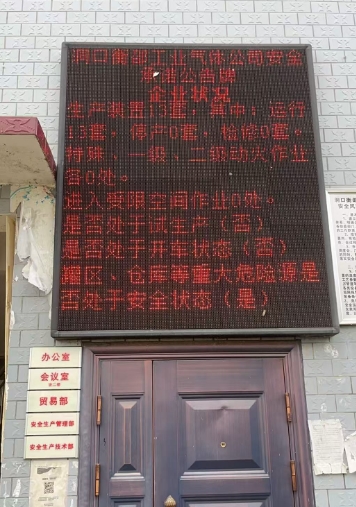 洞口衡邵工业气体公司安全
承诺公告牌
企业状况
生产装置13套，其中：运行
13套，停产0套，检修0套。
特殊、一级、二级动火作业
各0处。
进入受限空间作业0处。
是否处于试生产（否）
是否处于开停车状态（否）
罐区、仓库等重大危险源是
否处于安全状态（是）
办公室
会议室
贸易部
安全生产管理部
安全生产技术部